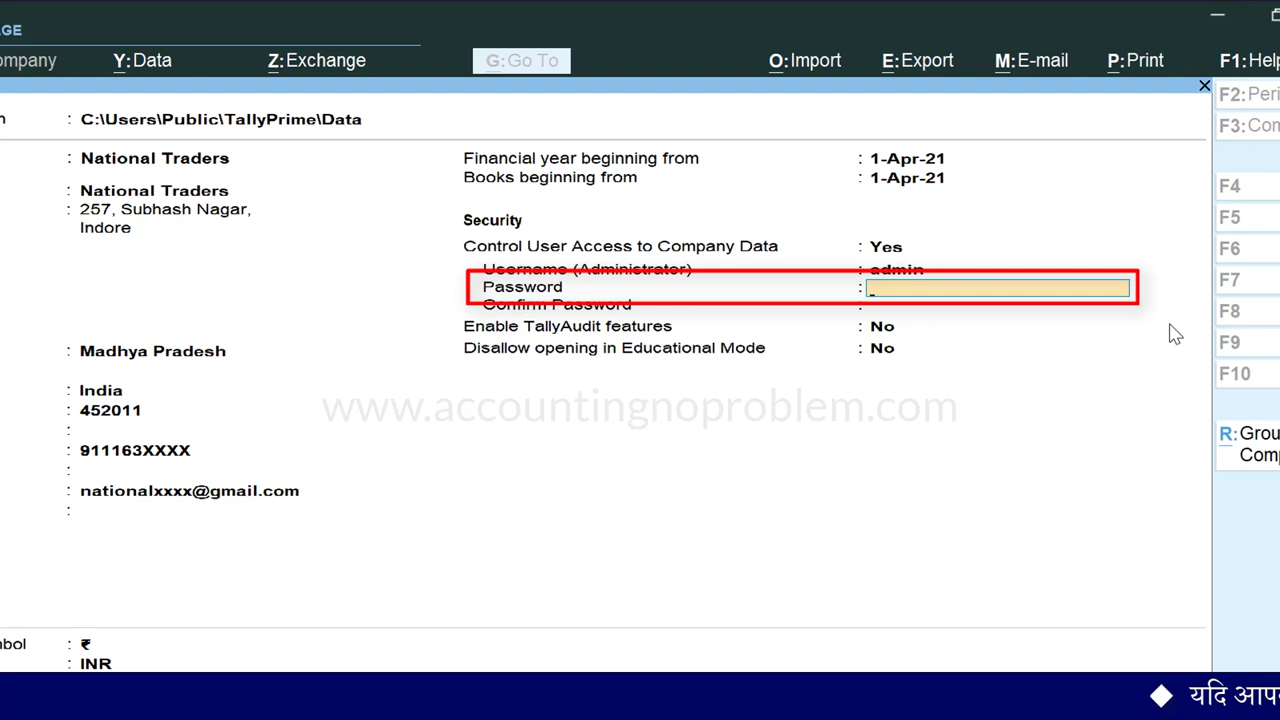 GE
ompany
Y:Data
Z:Exchange
G:Go To
O:Import
E:Export
M:E-mail
P:Print
F1:Help
F2:Peri
F3:Com
F4
F5
F6
F7
F8
F9
F10
R:Grou
Comp
n : C:\Users\Public\TallyPrime\Data
: National Traders
: National Traders
: 257, Subhash Nagar,
Indore
: Madhya Pradesh
: India
: 452011
:
: 911163XXXX
:
: nationalxxxx@gmail.com
:
Financial year beginning from : 1-Apr-21
Books beginning from : 1-Apr-21
Security
Control User Access to Company Data : Yes
Username (Administrator) : admin
Password :
Confirm Password :
Enable TallyAudit features : No
Disallow opening in Educational Mode : No
www.accountingnoproblem.com
mbol : ₹
: INR
◆ यदि आप